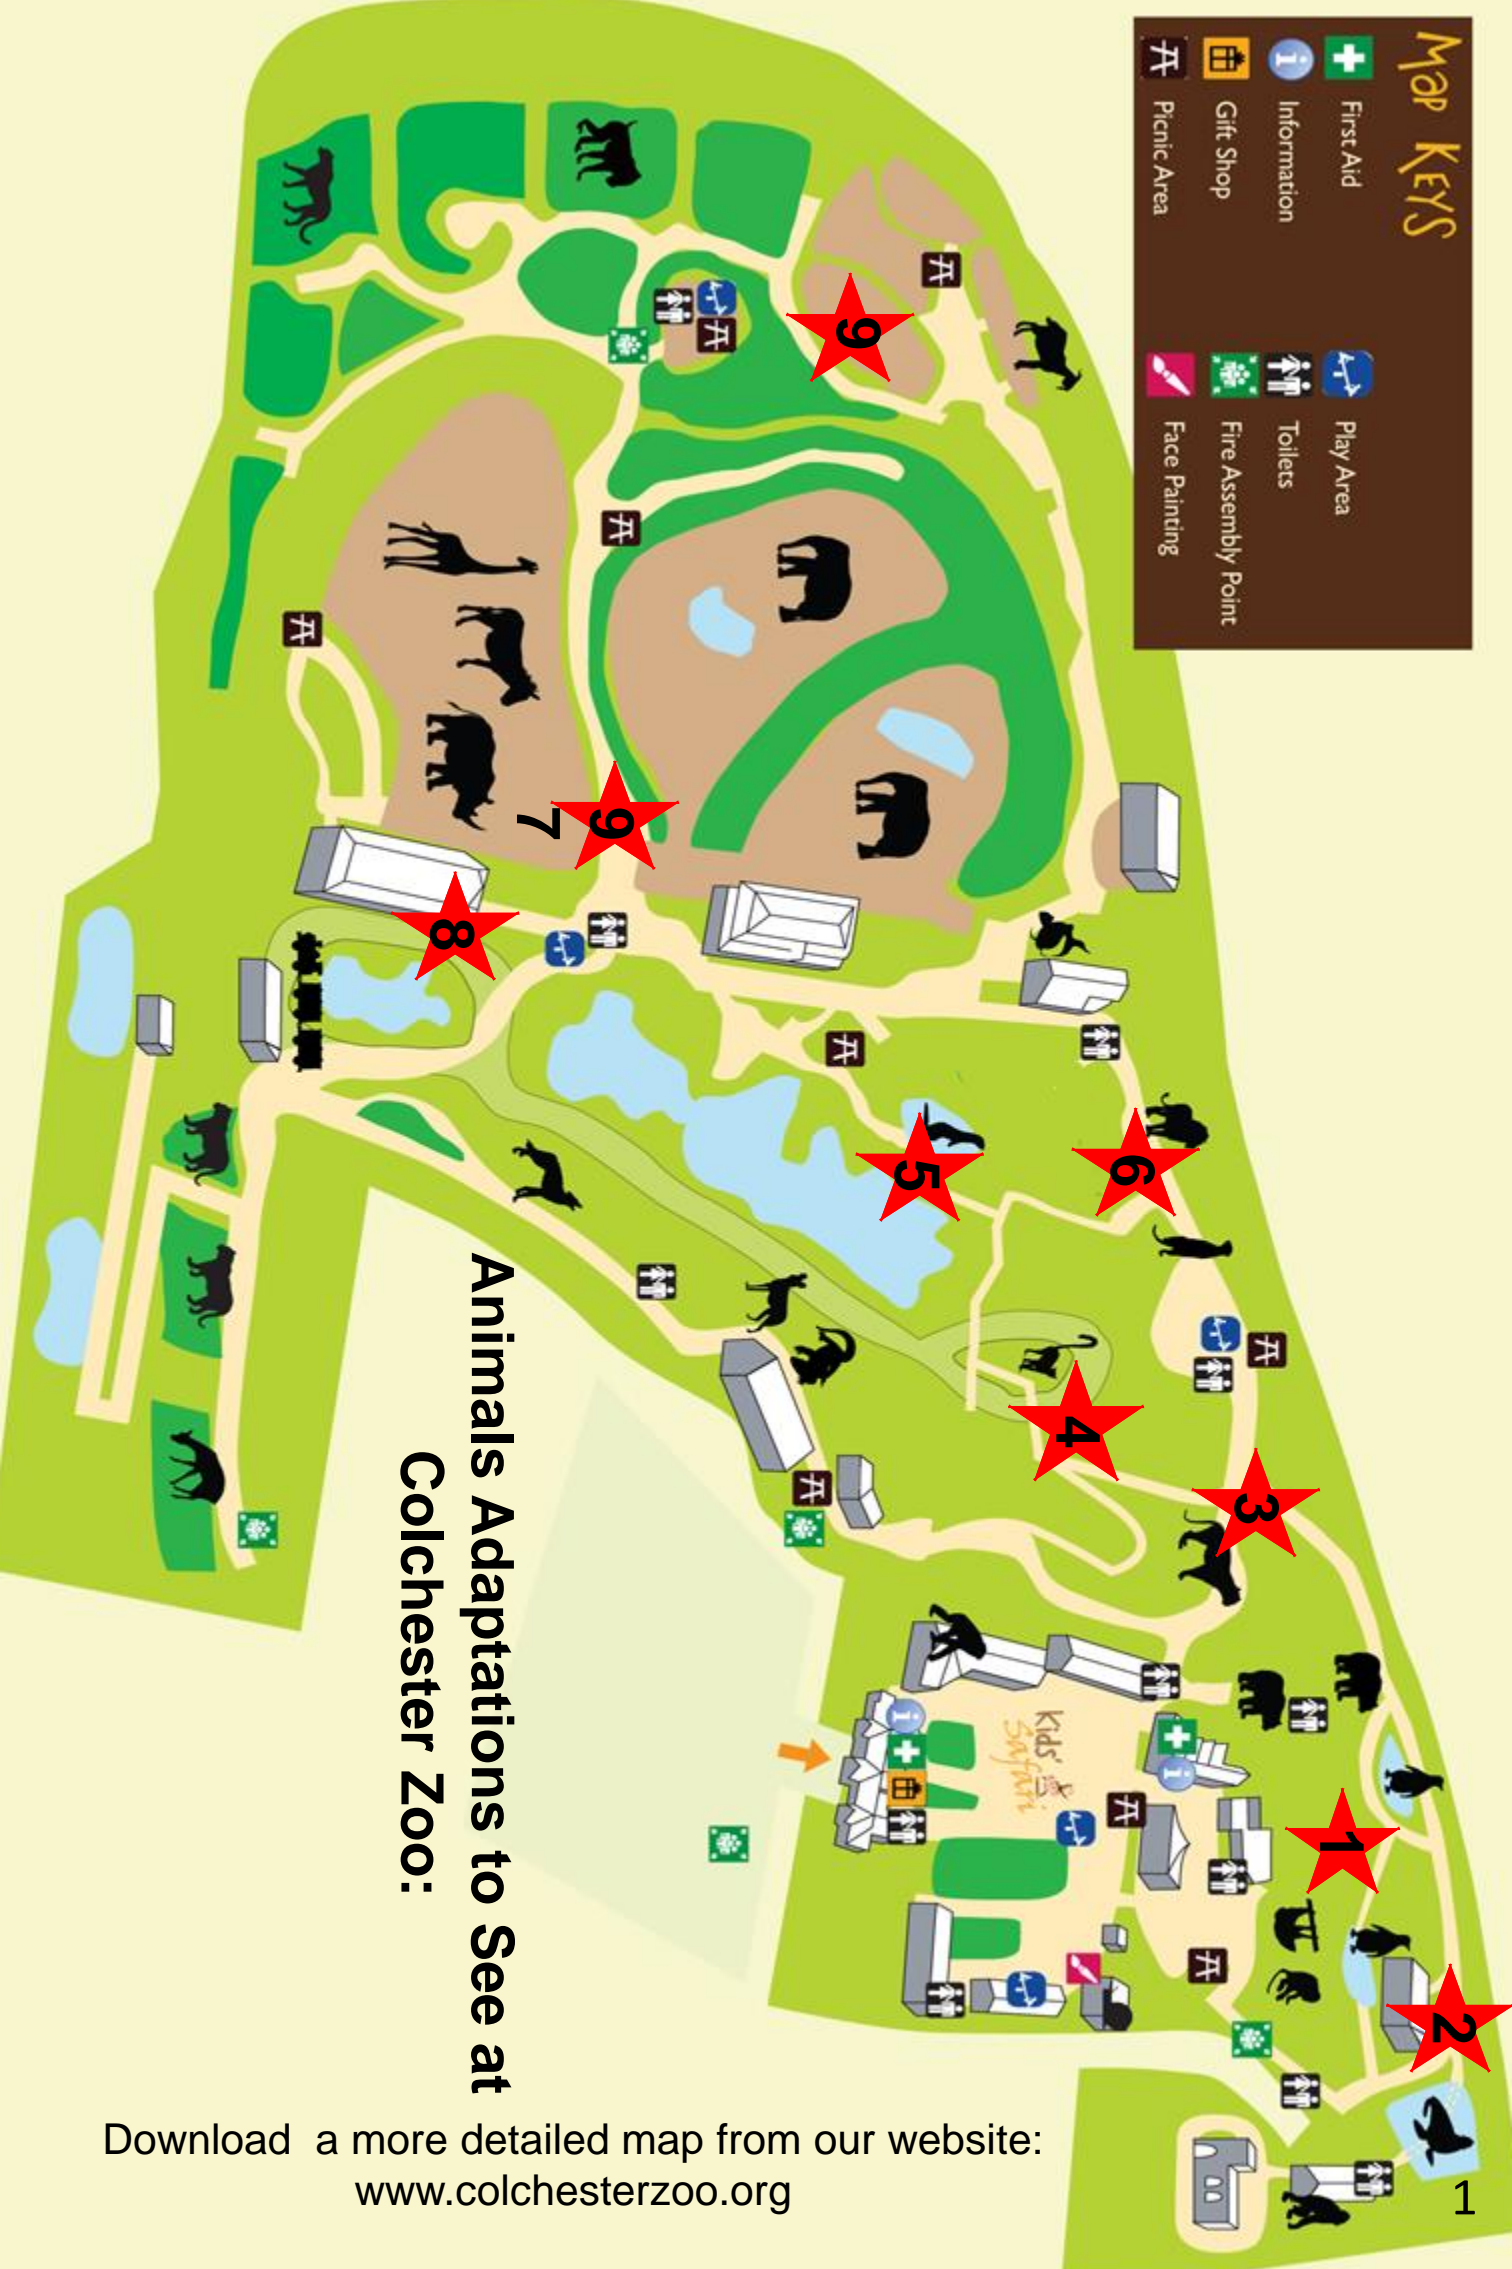 Map Keys
First Aid
Information
Gift Shop
Picnic Area
Play Area
Toilets
Fire Assembly Point
Face Painting
9
9
7
8
5
6
4
3
1
2
Kids'
Safari
Animals Adaptations to See at
Colchester Zoo:
Download a more detailed map from our website:
www.colchesterzoo.org
1